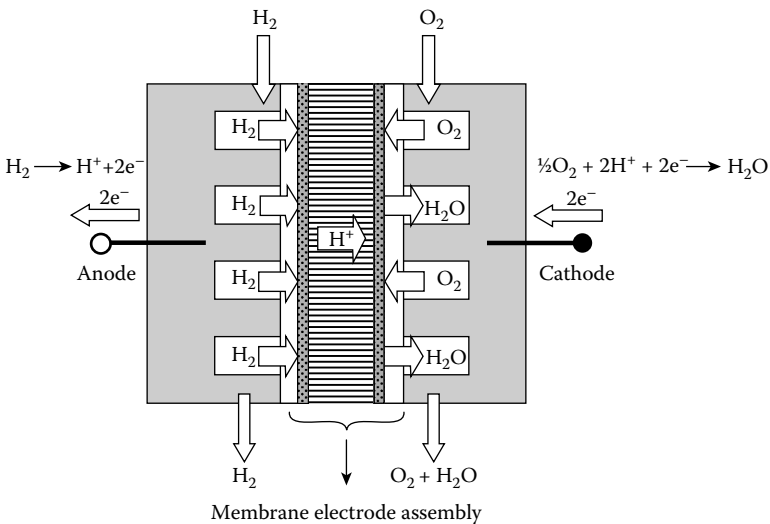 H₂
O₂
H₂
O₂
H₂ → H⁺+2e⁻
½O₂ + 2H⁺ + 2e⁻ → H₂O
2e⁻
H₂
H₂O
2e⁻
H⁺
Anode
H₂
O₂
Cathode
H₂
H₂O
H₂
O₂ + H₂O
Membrane electrode assembly